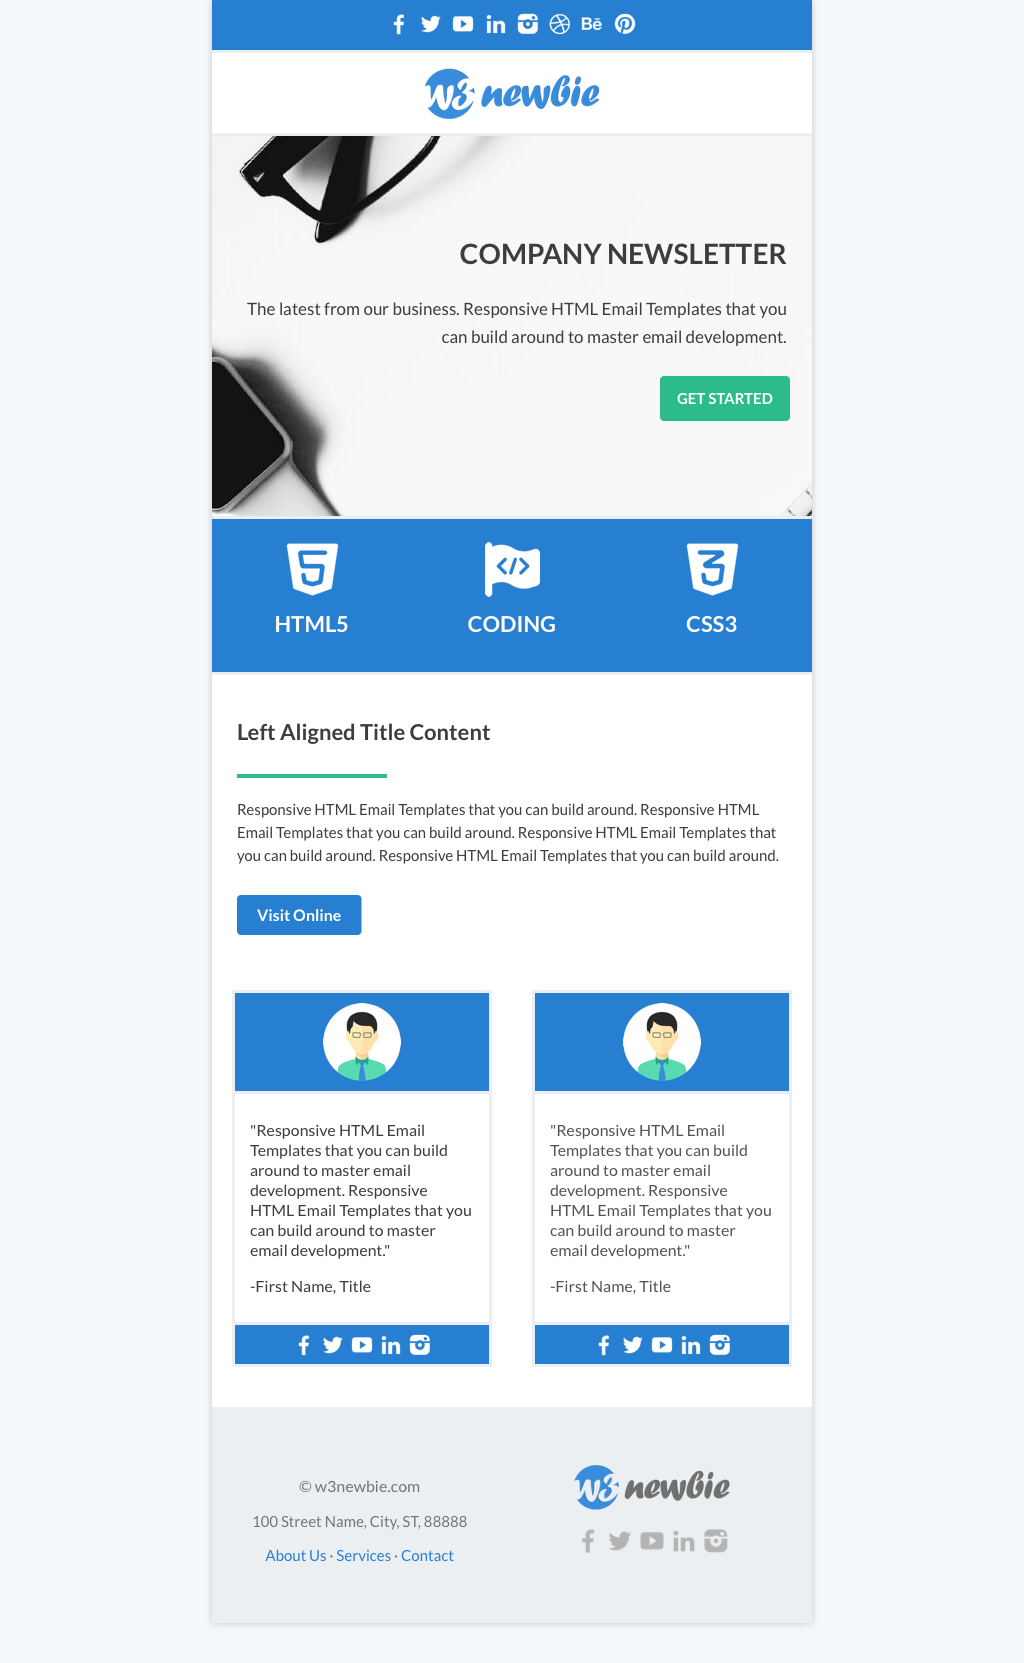 Bē
w3 newbie
COMPANY NEWSLETTER
The latest from our business. Responsive HTML Email Templates that you
can build around to master email development.
GET STARTED
HTML5
CODING
CSS3
Left Aligned Title Content
Responsive HTML Email Templates that you can build around. Responsive HTML
Email Templates that you can build around. Responsive HTML Email Templates that
you can build around. Responsive HTML Email Templates that you can build around.
Visit Online
"Responsive HTML Email
Templates that you can build
around to master email
development. Responsive
HTML Email Templates that you
can build around to master
email development."
-First Name, Title
"Responsive HTML Email
Templates that you can build
around to master email
development. Responsive
HTML Email Templates that you
can build around to master
email development."
-First Name, Title
© w3newbie.com
100 Street Name, City, ST, 88888
About Us · Services · Contact
w3 newbie